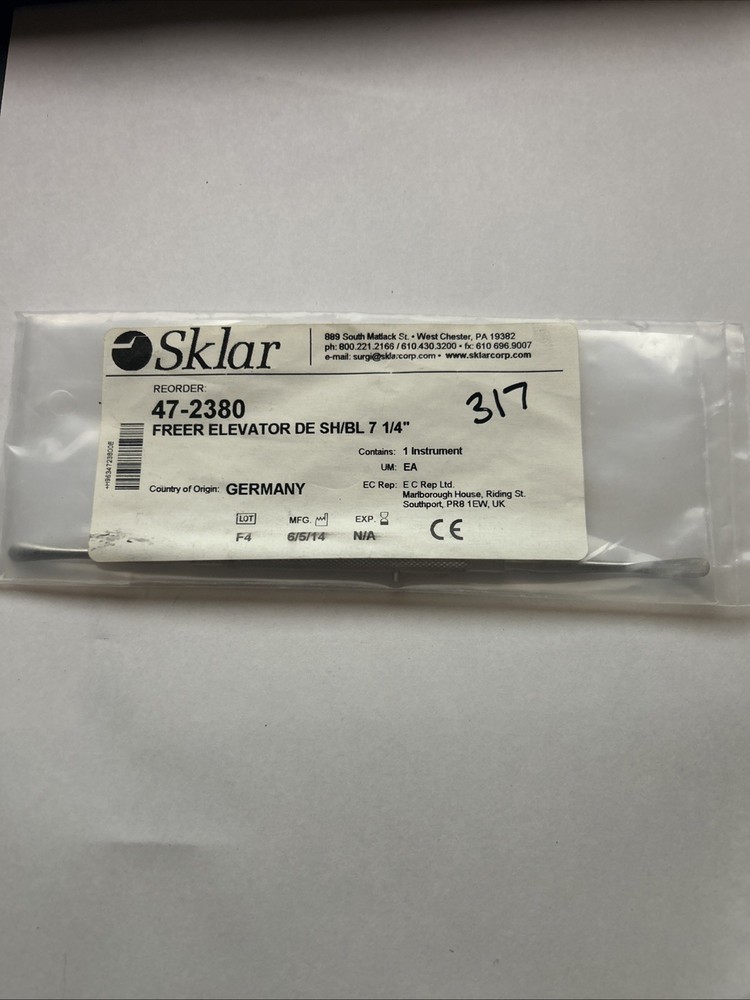 Sklar
889 South Matlack St. • West Chester, PA 19382
ph: 800.221.2166 / 610.430.3200 • fx: 610 696.9007
e-mail: surgi@sklarcorp.com • www.sklarcorp.com
REORDER:
47-2380
317
FREER ELEVATOR DE SH/BL 7 1/4"
Contains: 1 Instrument
UM: EA
Country of Origin: GERMANY
EC Rep: E C Rep Ltd.
Marlborough House, Riding St.
Southport, PR8 1EW, UK
LOT MFG. EXP.
F4 6/5/14 N/A
CE